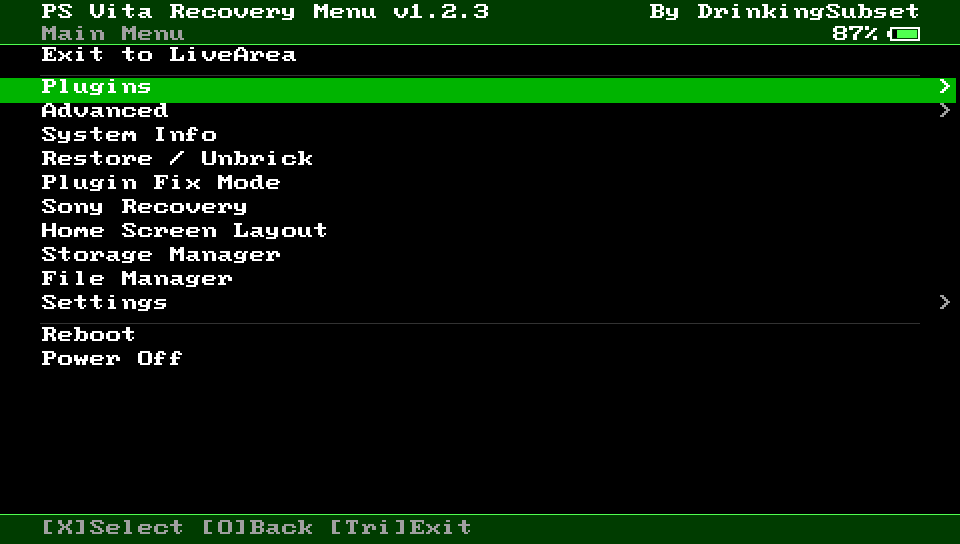 PS Vita Recovery Menu v1.2.3 By DrinkingSubset
Main Menu 87%
Exit to LiveArea
Plugins >
Advanced >
System Info
Restore / Unbrick
Plugin Fix Mode
Sony Recovery
Home Screen Layout
Storage Manager
File Manager
Settings >
Reboot
Power Off
[X]Select [O]Back [Tri]Exit